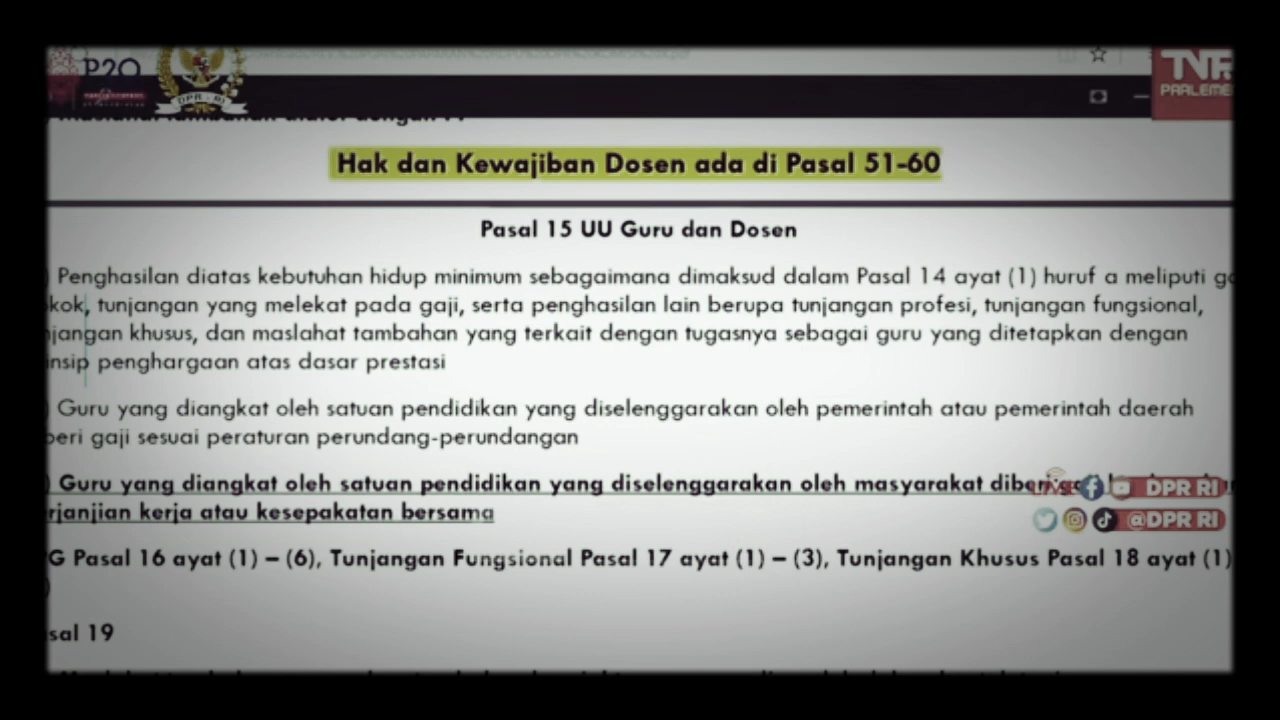 P20
DPR - RI
TVR
PARLEME
Hak dan Kewajiban Dosen ada di Pasal 51-60
Pasal 15 UU Guru dan Dosen
) Penghasilan diatas kebutuhan hidup minimum sebagaimana dimaksud dalam Pasal 14 ayat (1) huruf a meliputi ga
kok, tunjangan yang melekat pada gaji, serta penghasilan lain berupa tunjangan profesi, tunjangan fungsional,
njangan khusus, dan maslahat tambahan yang terkait dengan tugasnya sebagai guru yang ditetapkan dengan
nsip penghargaan atas dasar prestasi
) Guru yang diangkat oleh satuan pendidikan yang diselenggarakan oleh pemerintah atau pemerintah daerah
beri gaji sesuai peraturan perundang-perundangan
) Guru yang diangkat oleh satuan pendidikan yang diselenggarakan oleh masyarakat diberi
DPR RI
rjanjian kerja atau kesepakatan bersama
@DPR RI
G Pasal 16 ayat (1) – (6), Tunjangan Fungsional Pasal 17 ayat (1) – (3), Tunjangan Khusus Pasal 18 ayat (1)
)
sal 19